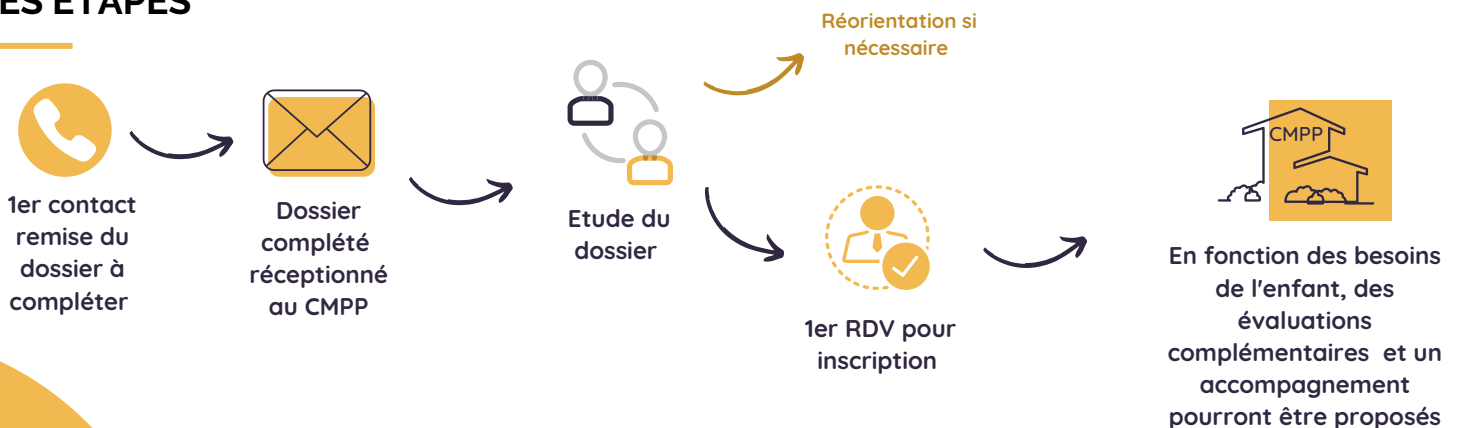 ES ETAPES
1er contact
remise du
dossier à
compléter
Dossier
complété
réceptionné
au CMPP
Etude du
dossier
Réorientation si
nécessaire
1er RDV pour
inscription
CMPP
En fonction des besoins
de l'enfant, des
évaluations
complémentaires et un
accompagnement
pourront être proposés